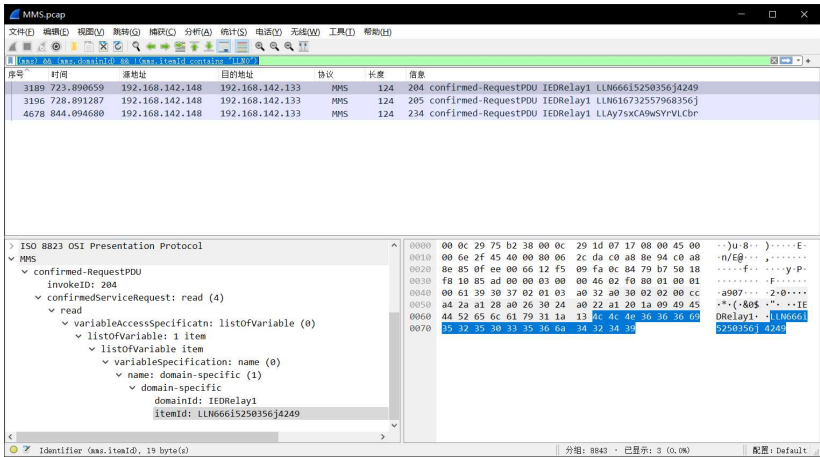 MMS.pcap
文件(F) 编辑(E) 视图(V) 跳转(G) 捕获(C) 分析(A) 统计(S) 电话(Y) 无线(W) 工具(T) 帮助(H)
(mms) && (mms.domainId) && !(mms.itemId contains "LLN0")
序号 时间 源地址 目的地址 协议 长度 信息
3189 723.890659 192.168.142.148 192.168.142.133 MMS 124 204 confirmed-RequestPDU IEDRelay1 LLN666i5250356j4249
3196 728.891287 192.168.142.148 192.168.142.133 MMS 124 205 confirmed-RequestPDU IEDRelay1 LLN616732557968356j
4678 844.094680 192.168.142.148 192.168.142.133 MMS 124 234 confirmed-RequestPDU IEDRelay1 LLAy7sxCA9wSYrVLCbr
ISO 8823 OSI Presentation Protocol
MMS
confirmed-RequestPDU
invokeID: 204
confirmedServiceRequest: read (4)
read
variableAccessSpecificatn: listOfVariable (0)
listOfVariable: 1 item
listOfVariable item
variableSpecification: name (0)
name: domain-specific (1)
domain-specific
domainId: IEDRelay1
itemId: LLN666i5250356j4249
0000 00 0c 29 75 b2 38 00 0c 29 1d 07 17 08 00 45 00 ··)u·8·· )·····E·
0010 00 6e 2f 45 40 00 80 06 2c da c0 a8 8e 94 c0 a8 ·n/E@··· ,·······
0020 8e 85 0f ee 00 66 12 f5 09 fa 0c 84 79 b7 50 18 ·····f·· ····y·P·
0030 f8 10 85 ad 00 00 03 00 00 46 02 f0 80 01 00 01 ········ ·F······
0040 00 61 39 30 37 02 01 03 a0 32 a0 30 02 02 00 cc ·a907··· ·2·0····
0050 a4 2a a1 28 a0 26 30 24 a0 22 a1 20 1a 09 49 45 ·*·(·&0$ ·"· ··IE
0060 44 52 65 6c 61 79 31 1a 13 4c 4c 4e 36 36 36 69 DRelay1· ·LLN666i
0070 35 32 35 30 33 35 36 6a 34 32 34 39 5250356j 4249
Identifier (mms.itemId), 19 byte(s) 分组: 8843 · 已显示: 3 (0.0%) 配置: Default